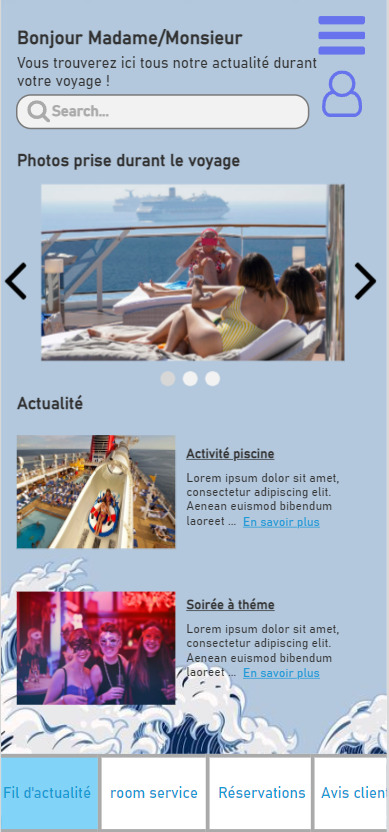 Bonjour Madame/Monsieur
Vous trouverez ici tous notre actualité durant
votre voyage !
Search...
Photos prise durant le voyage
Actualité
Activité piscine
Lorem ipsum dolor sit amet,
consectetur adipiscing elit.
Aenean euismod bibendum
laoreet ... En savoir plus
Soirée à thème
Lorem ipsum dolor sit amet,
consectetur adipiscing elit.
Aenean euismod bibendum
laoreet ... En savoir plus
Fil d'actualité room service Réservations Avis client